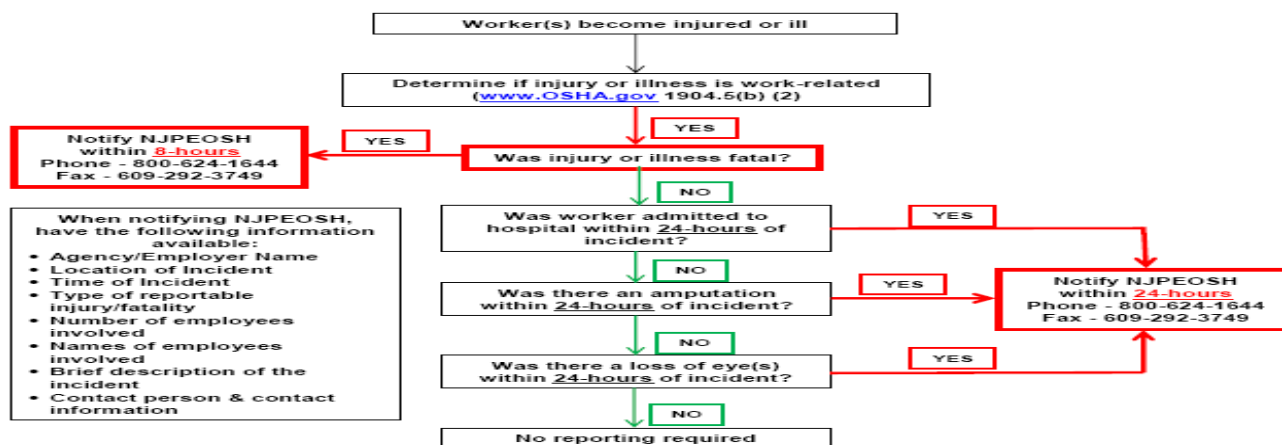 Worker(s) become injured or ill
Determine if injury or illness is work-related
(www.OSHA.gov 1904.5(b) (2)
YES
Notify NJPEOSH
within 8-hours
Phone - 800-624-1644
Fax - 609-292-3749
YES
Was injury or illness fatal?
NO
When notifying NJPEOSH,
have the following information
available:
• Agency/Employer Name
• Location of Incident
• Time of Incident
• Type of reportable
injury/fatality
• Number of employees
involved
• Names of employees
involved
• Brief description of the
incident
• Contact person & contact
information
Was worker admitted to
hospital within 24-hours of
incident?
YES
NO
Was there an amputation
within 24-hours of incident?
YES
Notify NJPEOSH
within 24-hours
Phone - 800-624-1644
Fax - 609-292-3749
NO
Was there a loss of eye(s)
within 24-hours of incident?
YES
NO
No reporting required